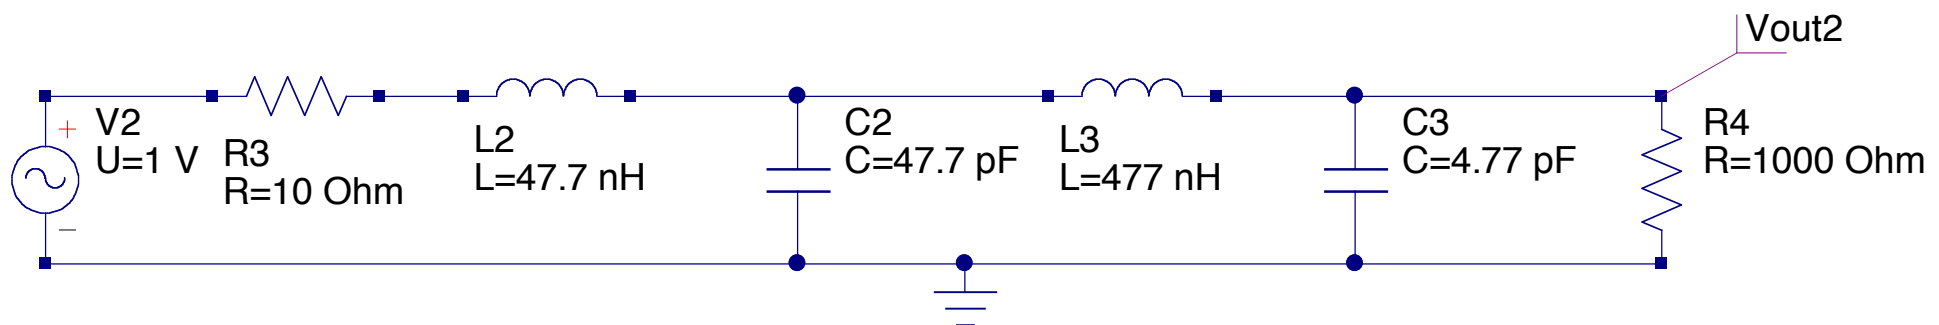 Vout2
V2
U=1 V
R3
R=10 Ohm
L2
L=47.7 nH
C2
C=47.7 pF
L3
L=477 nH
C3
C=4.77 pF
R4
R=1000 Ohm